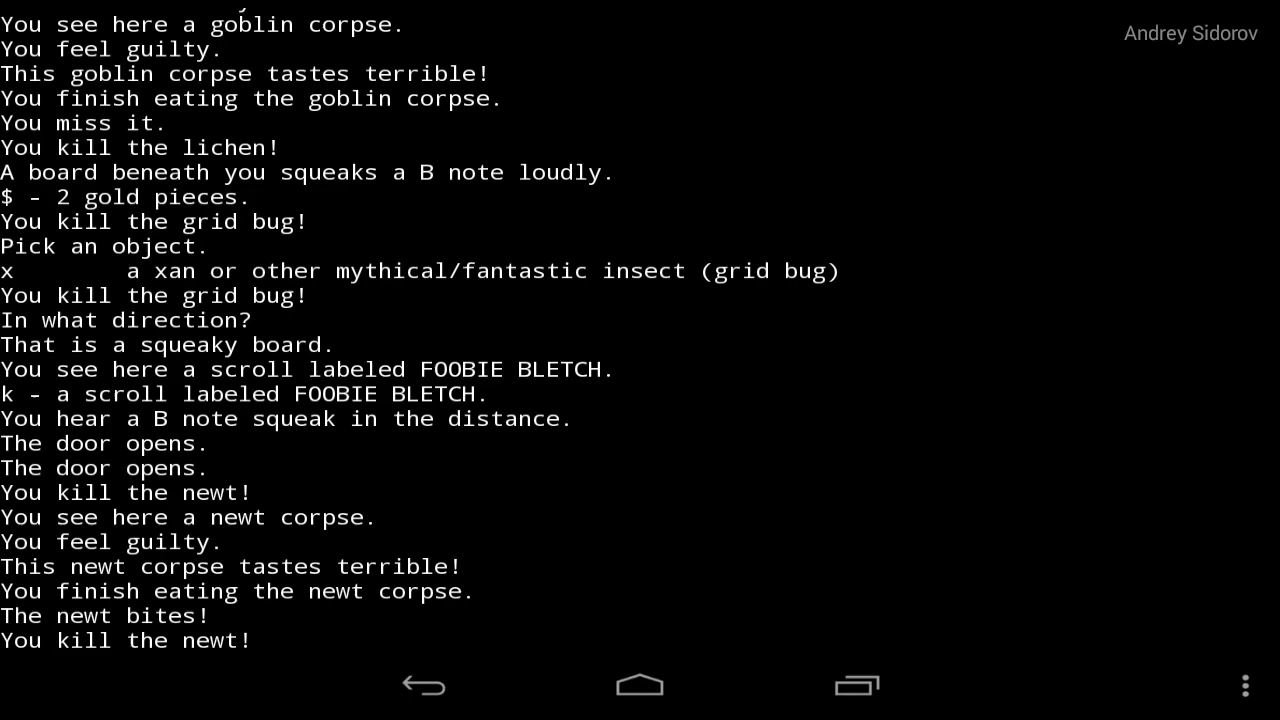 You see here a goblin corpse.
You feel guilty.
This goblin corpse tastes terrible!
You finish eating the goblin corpse.
You miss it.
You kill the lichen!
A board beneath you squeaks a B note loudly.
$ - 2 gold pieces.
You kill the grid bug!
Pick an object.
x        a xan or other mythical/fantastic insect (grid bug)
You kill the grid bug!
In what direction?
That is a squeaky board.
You see here a scroll labeled FOOBIE BLETCH.
k - a scroll labeled FOOBIE BLETCH.
You hear a B note squeak in the distance.
The door opens.
The door opens.
You kill the newt!
You see here a newt corpse.
You feel guilty.
This newt corpse tastes terrible!
You finish eating the newt corpse.
The newt bites!
You kill the newt!
Andrey Sidorov